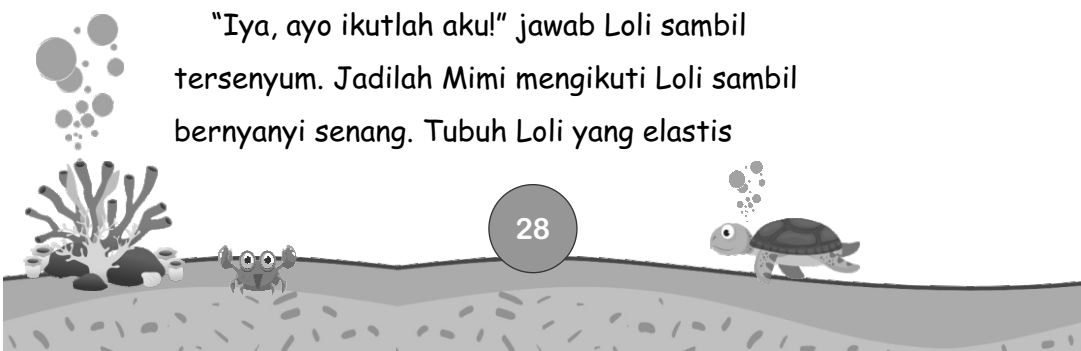 “Iya, ayo ikutlah aku!” jawab Loli sambil
tersenyum. Jadilah Mimi mengikuti Loli sambil
bernyanyi senang. Tubuh Loli yang elastis
28